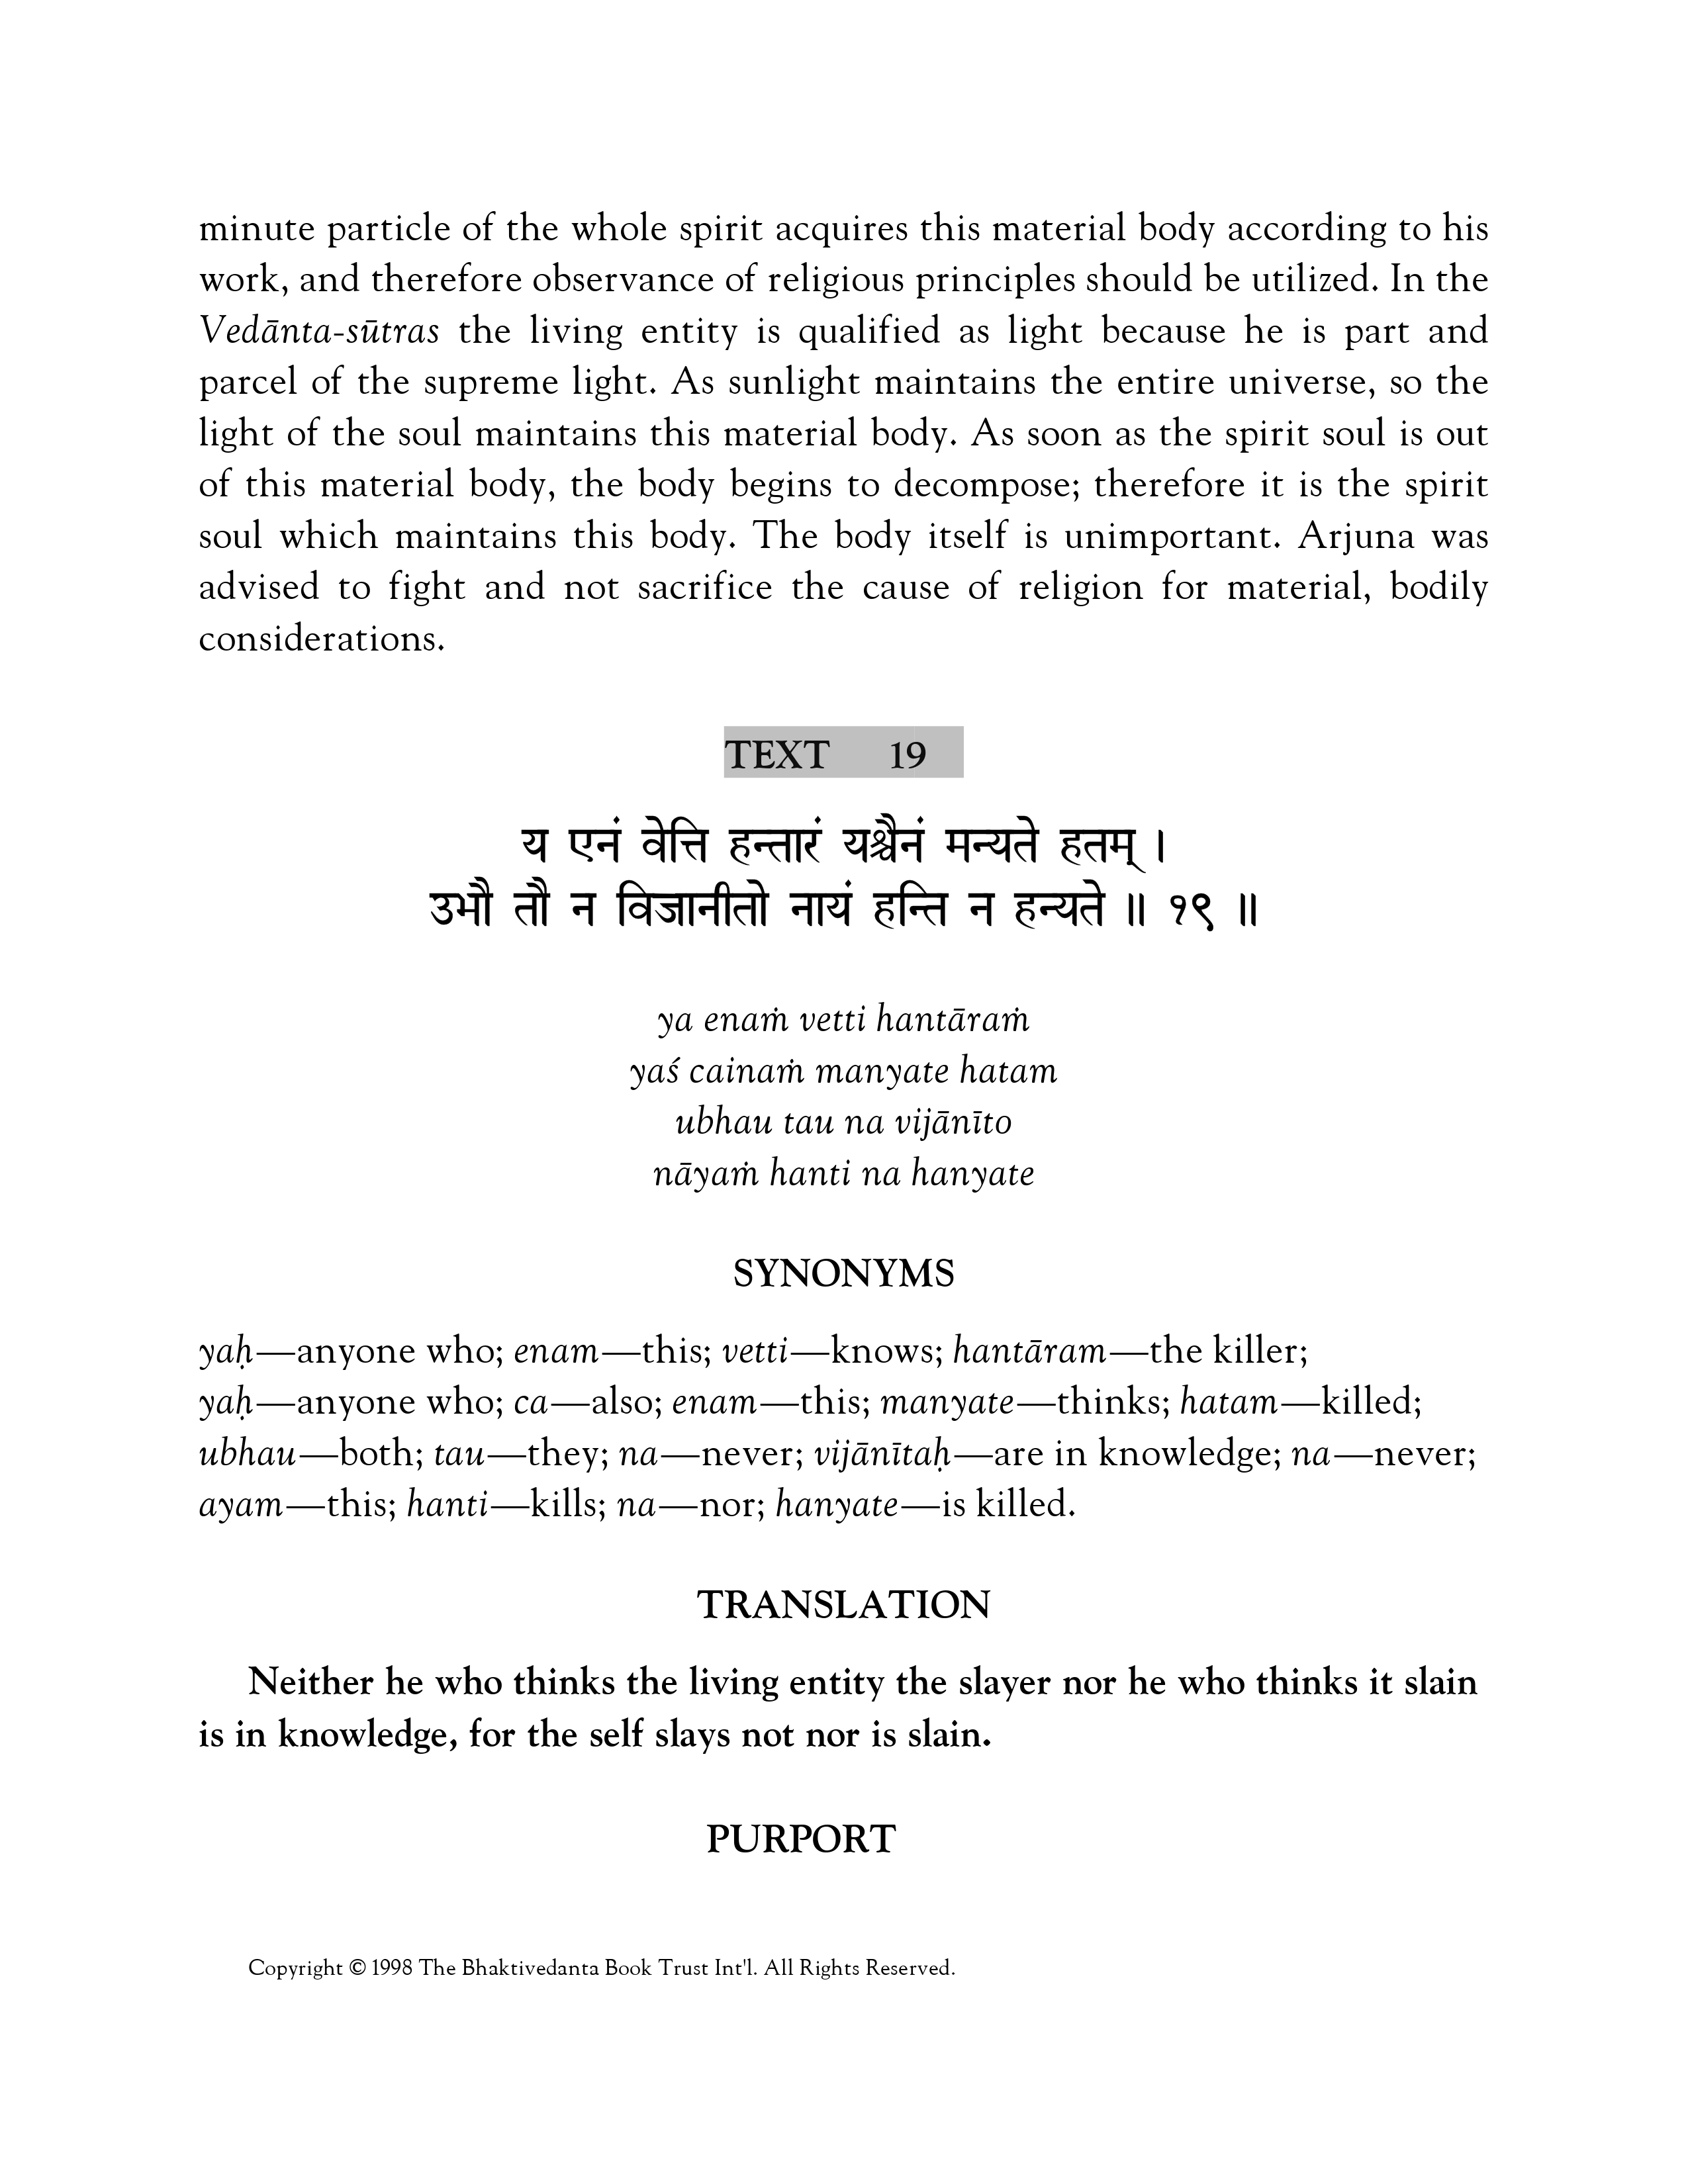 minute particle of the whole spirit acquires this material body according to his
work, and therefore observance of religious principles should be utilized. In the
Vedānta-sūtras the living entity is qualified as light because he is part and
parcel of the supreme light. As sunlight maintains the entire universe, so the
light of the soul maintains this material body. As soon as the spirit soul is out
of this material body, the body begins to decompose; therefore it is the spirit
soul which maintains this body. The body itself is unimportant. Arjuna was
advised to fight and not sacrifice the cause of religion for material, bodily
considerations.
TEXT 19
य एनं वेत्ति हन्तारं यश्चैनं मन्यते हतम् ।
उभौ तौ न विजानीतो नायं हन्ति न हन्यते ॥ १९ ॥
ya enaṁ vetti hantāraṁ
yaś cainaṁ manyate hatam
ubhau tau na vijānīto
nāyaṁ hanti na hanyate
SYNONYMS
yaḥ—anyone who; enam—this; vetti—knows; hantāram—the killer;
yaḥ—anyone who; ca—also; enam—this; manyate—thinks; hatam—killed;
ubhau—both; tau—they; na—never; vijānītaḥ—are in knowledge; na—never;
ayam—this; hanti—kills; na—nor; hanyate—is killed.
TRANSLATION
Neither he who thinks the living entity the slayer nor he who thinks it slain
is in knowledge, for the self slays not nor is slain.
PURPORT
Copyright © 1998 The Bhaktivedanta Book Trust Int'l. All Rights Reserved.